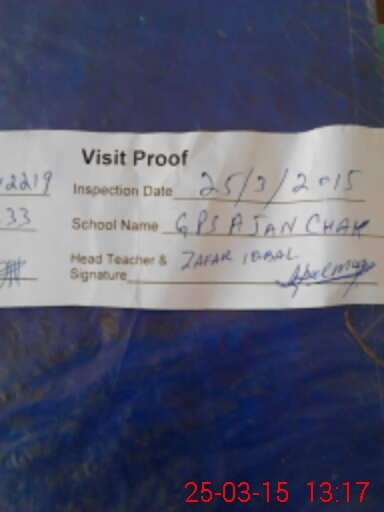 Visit Proof
2219
Inspection Date 25/3/2015
33
School Name GPS AJAN CHAK
Head Teacher & ZAFAR IQBAL
Signature
25-03-15 13:17